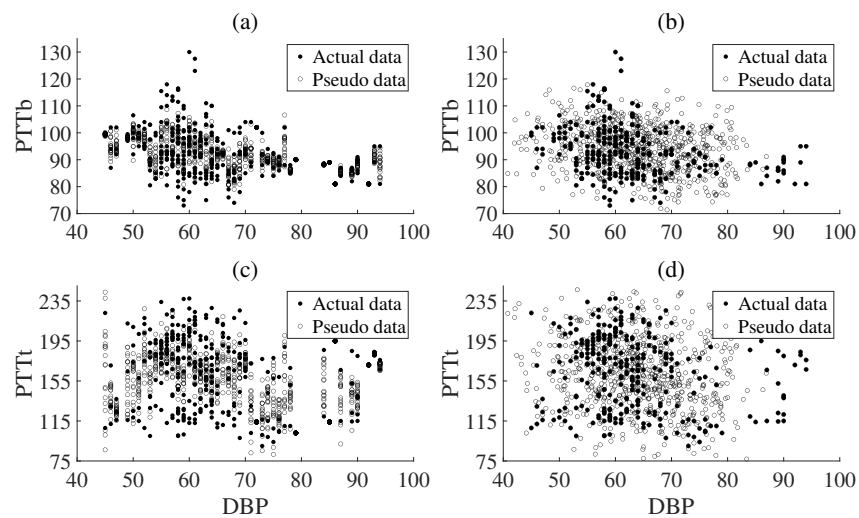 (a) (b)
130 130
120 Actual data 120 Actual data
110 Pseudo data 110 Pseudo data
PTTb 100 PTTb 100
90 90
80 80
70 70
40 50 60 70 80 90 100 40 50 60 70 80 90 100
(c) (d)
235 Actual data 235 Actual data
Pseudo data Pseudo data
195 195
PTTt 155 PTTt 155
115 115
75 75
40 50 60 70 80 90 100 40 50 60 70 80 90 100
DBP DBP